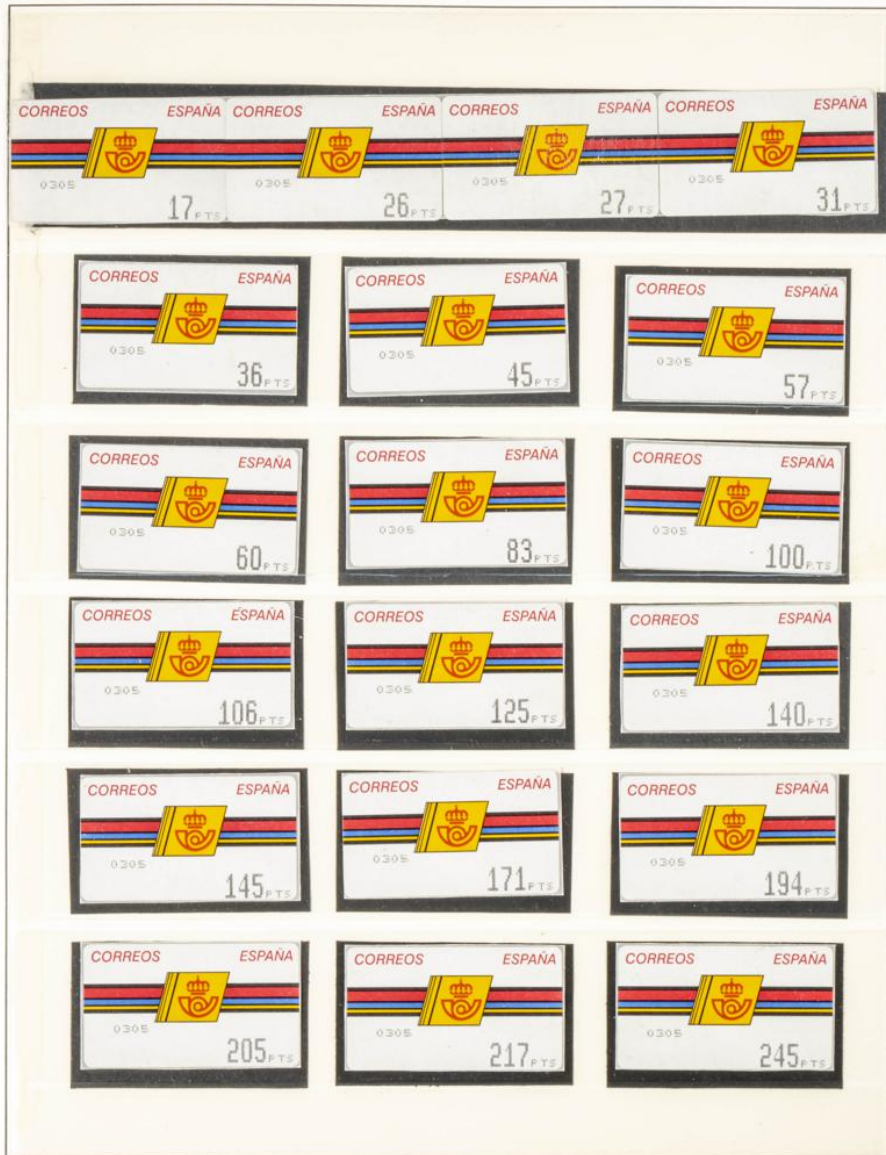 CORREOS ESPAÑA CORREOS ESPAÑA CORREOS ESPAÑA CORREOS ESPAÑA
0305 0305 0305 0305
17PTS 26PTS 27PTS 31PTS
CORREOS ESPAÑA CORREOS ESPAÑA CORREOS ESPAÑA
0305 0305 0305
36PTS 45PTS 57PTS
CORREOS ESPAÑA CORREOS ESPAÑA CORREOS ESPAÑA
0305 0305 0305
60PTS 83PTS 100PTS
CORREOS ESPAÑA CORREOS ESPAÑA CORREOS ESPAÑA
0305 0305 0305
106PTS 125PTS 140PTS
CORREOS ESPAÑA CORREOS ESPAÑA CORREOS ESPAÑA
0305 0305 0305
145PTS 171PTS 194PTS
CORREOS ESPAÑA CORREOS ESPAÑA CORREOS ESPAÑA
0305 0305 0305
205PTS 217PTS 245PTS